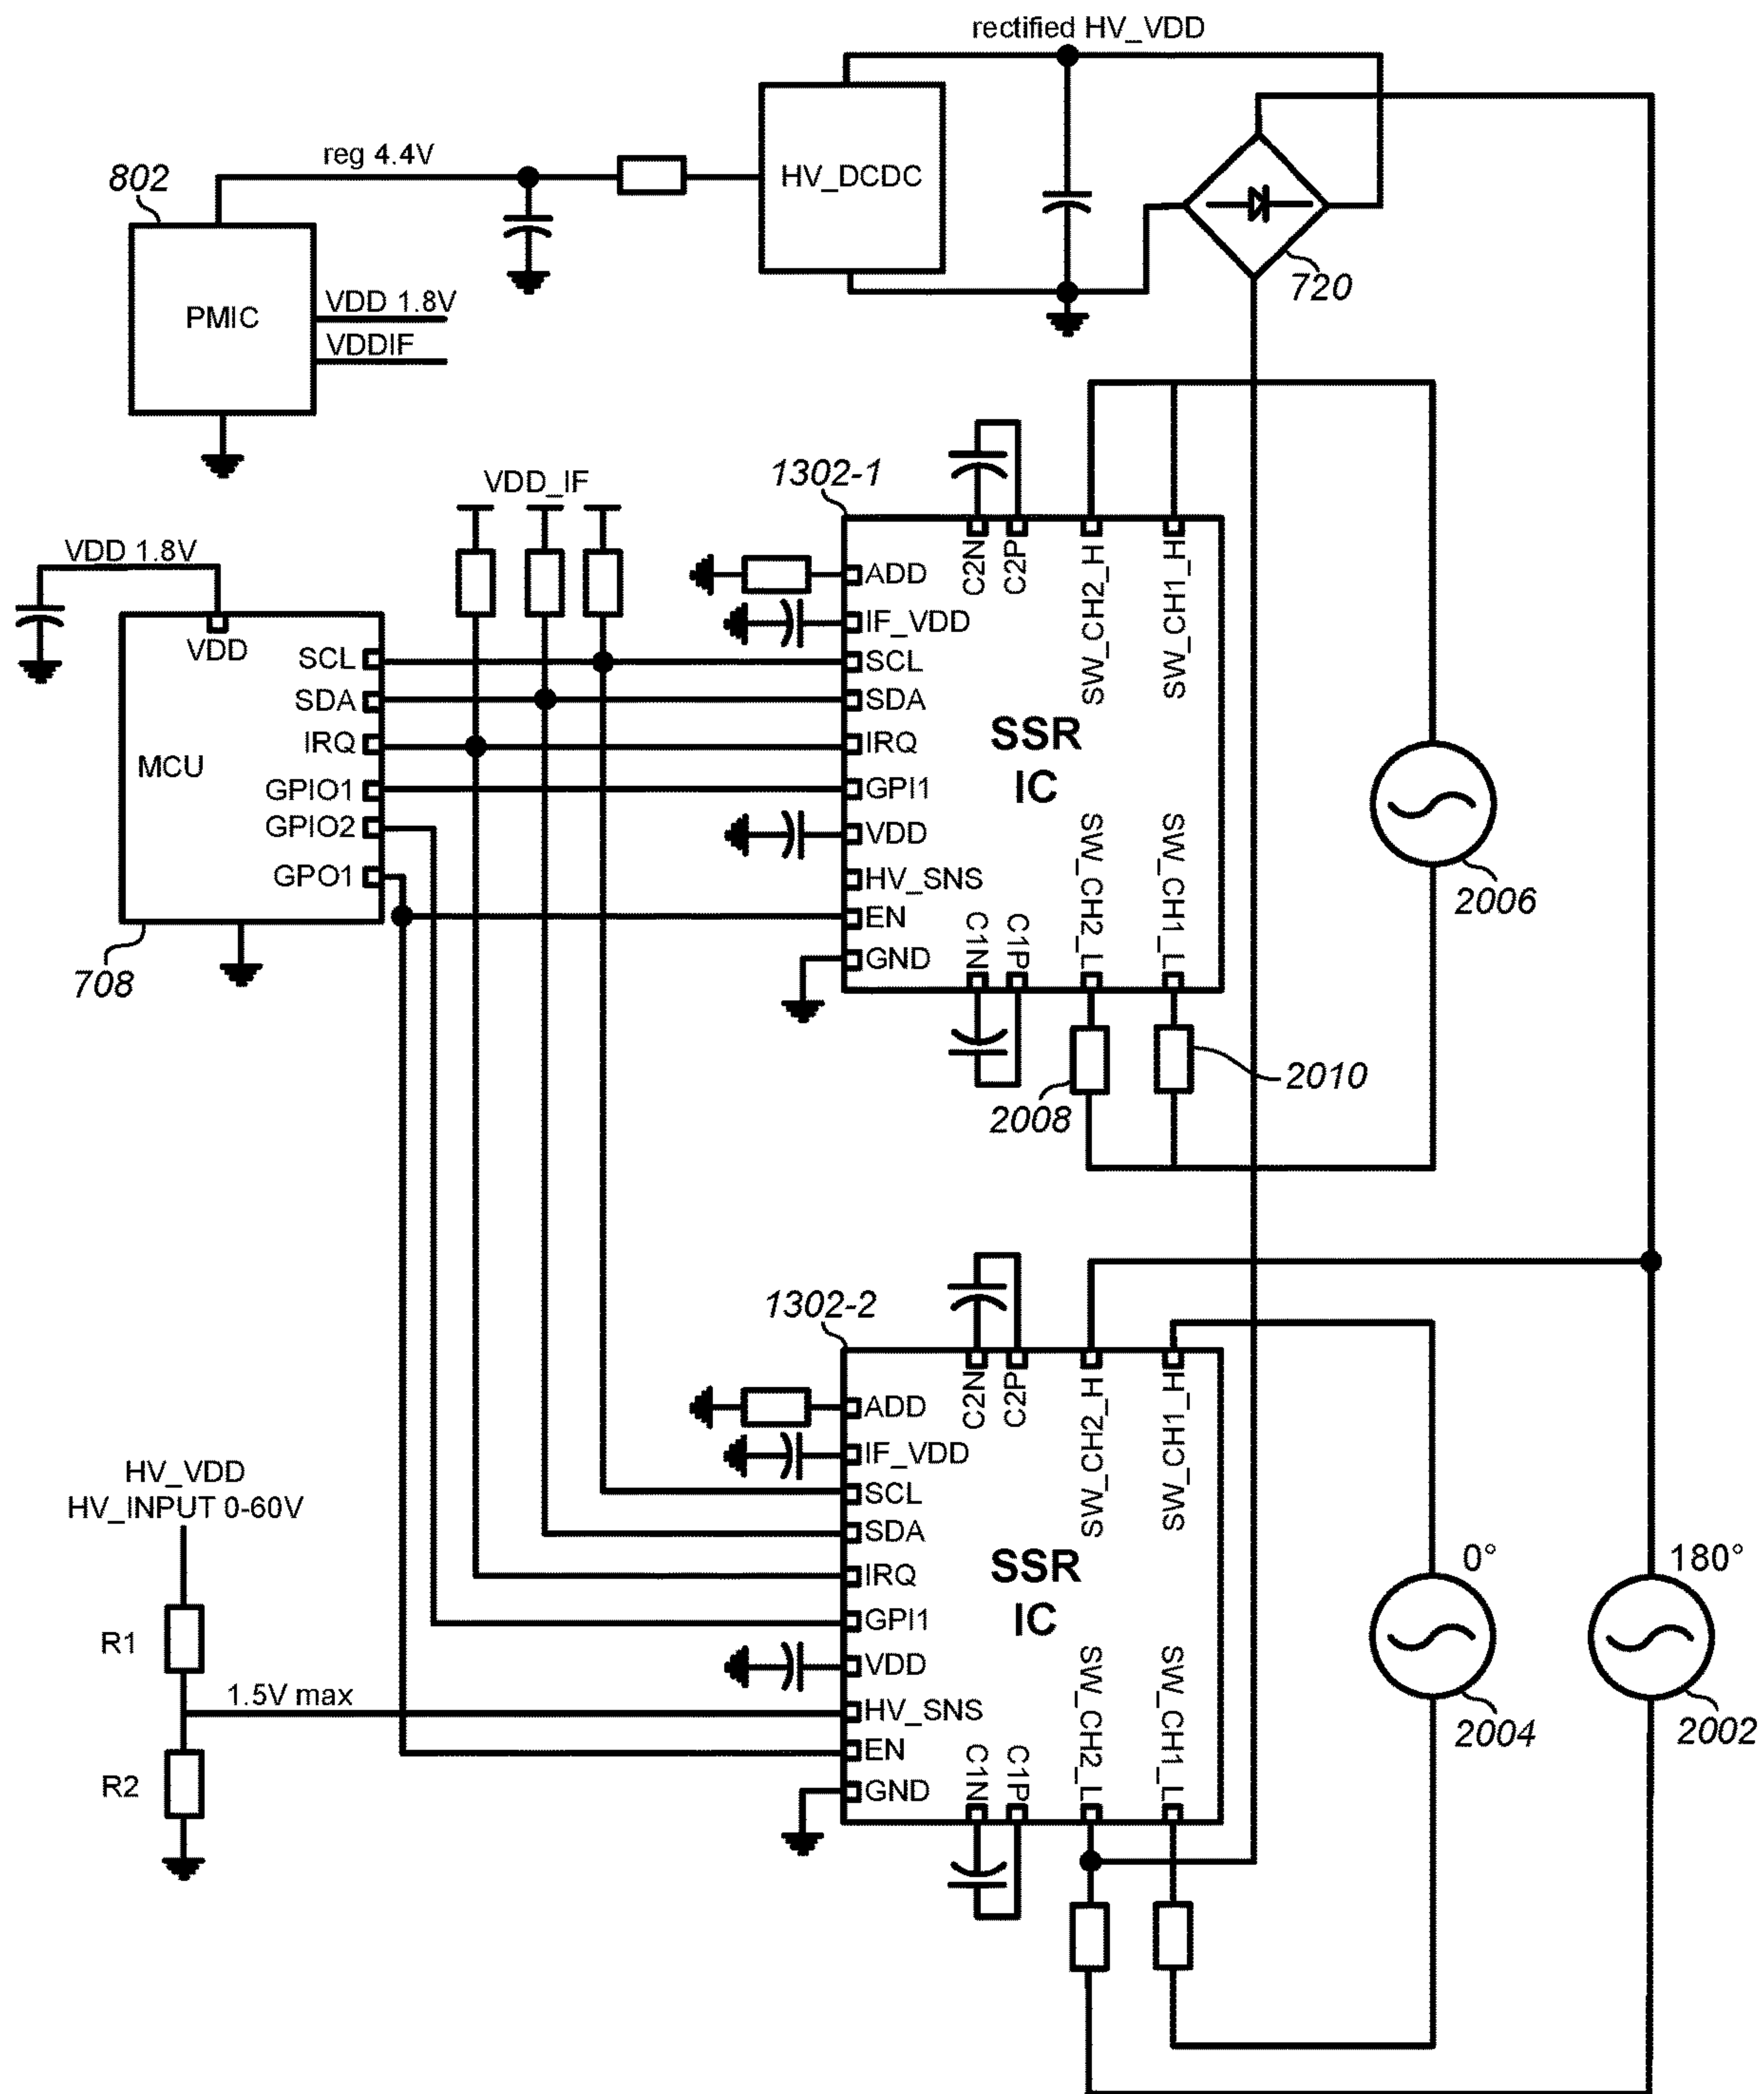 rectified HV_VDD
HV_DCDC
reg 4.4V
802
PMIC
VDD 1.8V
VDDIF
720
VDD_IF
1302-1
VDD 1.8V
VDD
MCU
SCL
SDA
IRQ
GPIO1
GPIO2
GPO1
708
C2N
C2P
SW_CH2_H
SW_CH1_H
ADD
IF_VDD
SCL
SDA
IRQ
GPI1
VDD
HV_SNS
EN
GND
SSR
IC
C1N
C1P
SW_CH2_L
SW_CH1_L
2006
2008
2010
1302-2
C2N
C2P
SW_CH2_H
SW_CH1_H
ADD
IF_VDD
SCL
SDA
IRQ
GPI1
VDD
HV_SNS
EN
GND
SSR
IC
C1N
C1P
SW_CH2_L
SW_CH1_L
HV_VDD
HV_INPUT 0-60V
R1
1.5V max
R2
0°
180°
2004
2002